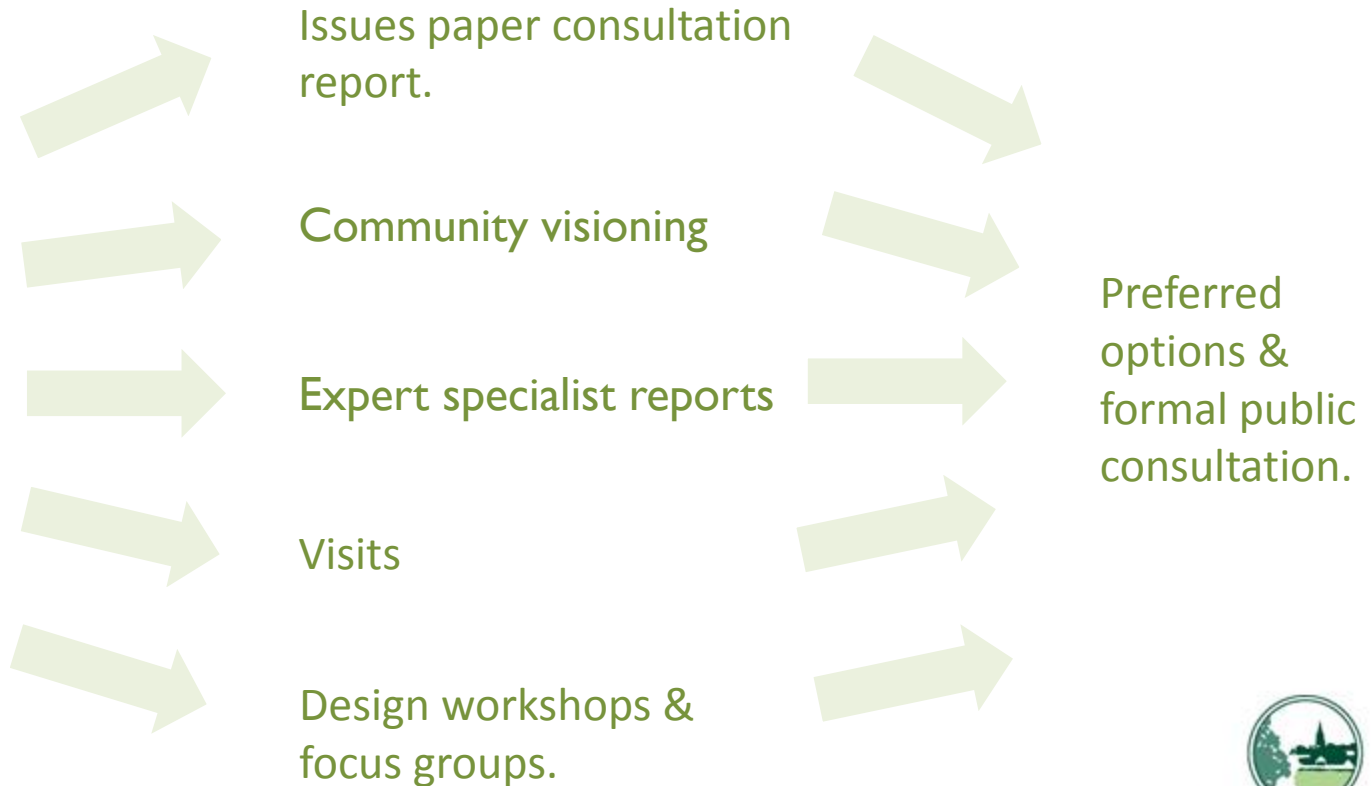 Issues paper consultation
report.
Community visioning
Expert specialist reports
Visits
Design workshops &
focus groups.
Preferred
options &
formal public
consultation.